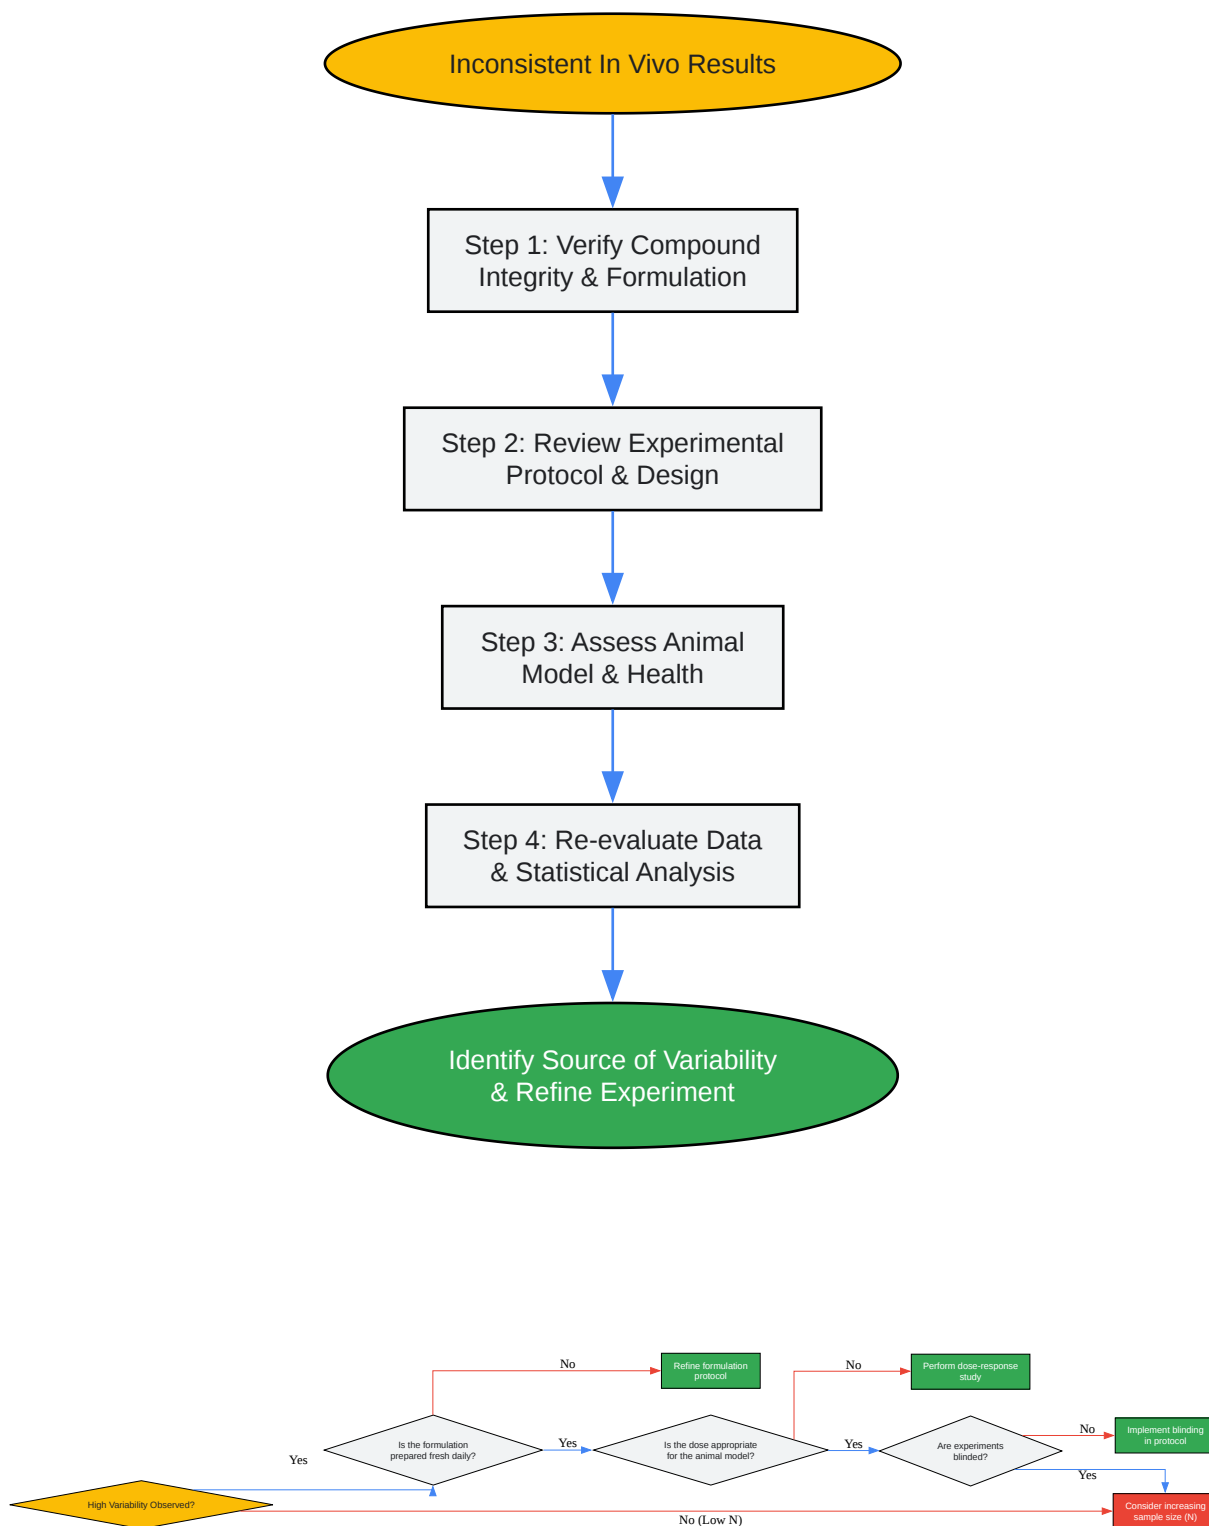 Inconsistent In Vivo Results
Step 1: Verify Compound
Integrity & Formulation
Step 2: Review Experimental
Protocol & Design
Step 3: Assess Animal
Model & Health
Step 4: Re-evaluate Data
& Statistical Analysis
Identify Source of Variability
& Refine Experiment
No
Refine formulation
protocol
No
Perform dose-response
study
Is the formulation
prepared fresh daily?
Yes
Is the dose appropriate
for the animal model?
Yes
Are experiments
blinded?
No
Implement blinding
in protocol
Yes
Yes
High Variability Observed?
No (Low N)
Consider increasing
sample size (N)